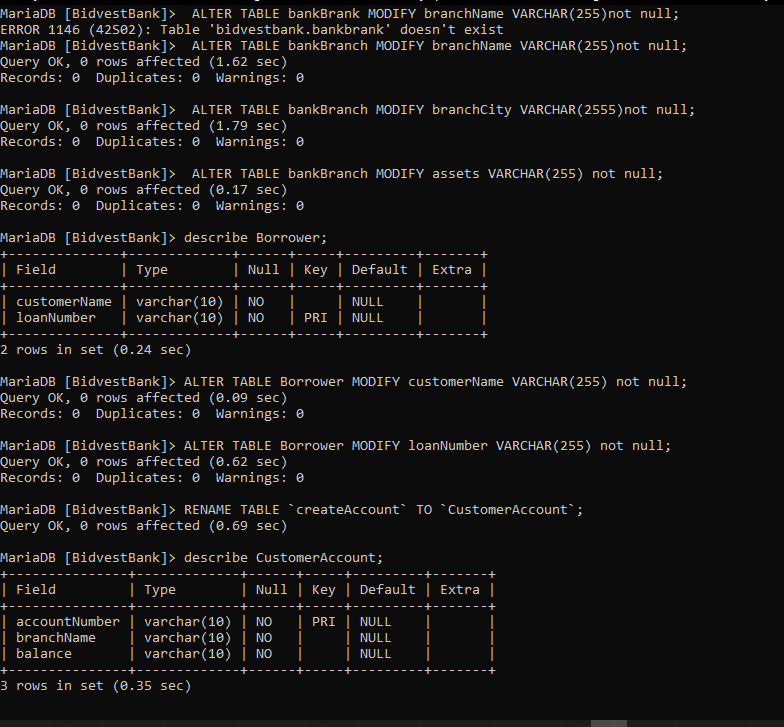 MariaDB [BidvestBank]>  ALTER TABLE bankBrank MODIFY branchName VARCHAR(255)not null;
ERROR 1146 (42S02): Table 'bidvestbank.bankbrank' doesn't exist
MariaDB [BidvestBank]>  ALTER TABLE bankBranch MODIFY branchName VARCHAR(255)not null;
Query OK, 0 rows affected (1.62 sec)
Records: 0  Duplicates: 0  Warnings: 0

MariaDB [BidvestBank]>  ALTER TABLE bankBranch MODIFY branchCity VARCHAR(2555)not null;
Query OK, 0 rows affected (1.79 sec)
Records: 0  Duplicates: 0  Warnings: 0

MariaDB [BidvestBank]>  ALTER TABLE bankBranch MODIFY assets VARCHAR(255) not null;
Query OK, 0 rows affected (0.17 sec)
Records: 0  Duplicates: 0  Warnings: 0

MariaDB [BidvestBank]> describe Borrower;
+--------------+-------------+------+-----+---------+-------+
| Field        | Type        | Null | Key | Default | Extra |
+--------------+-------------+------+-----+---------+-------+
| customerName | varchar(10) | NO   |     | NULL    |       |
| loanNumber   | varchar(10) | NO   | PRI | NULL    |       |
+--------------+-------------+------+-----+---------+-------+
2 rows in set (0.24 sec)

MariaDB [BidvestBank]> ALTER TABLE Borrower MODIFY customerName VARCHAR(255) not null;
Query OK, 0 rows affected (0.09 sec)
Records: 0  Duplicates: 0  Warnings: 0

MariaDB [BidvestBank]> ALTER TABLE Borrower MODIFY loanNumber VARCHAR(255) not null;
Query OK, 0 rows affected (0.62 sec)
Records: 0  Duplicates: 0  Warnings: 0

MariaDB [BidvestBank]> RENAME TABLE `createAccount` TO `CustomerAccount`;
Query OK, 0 rows affected (0.69 sec)

MariaDB [BidvestBank]> describe CustomerAccount;
+---------------+-------------+------+-----+---------+-------+
| Field         | Type        | Null | Key | Default | Extra |
+---------------+-------------+------+-----+---------+-------+
| accountNumber | varchar(10) | NO   | PRI | NULL    |       |
| branchName    | varchar(10) | NO   |     | NULL    |       |
| balance       | varchar(10) | NO   |     | NULL    |       |
+---------------+-------------+------+-----+---------+-------+
3 rows in set (0.35 sec)